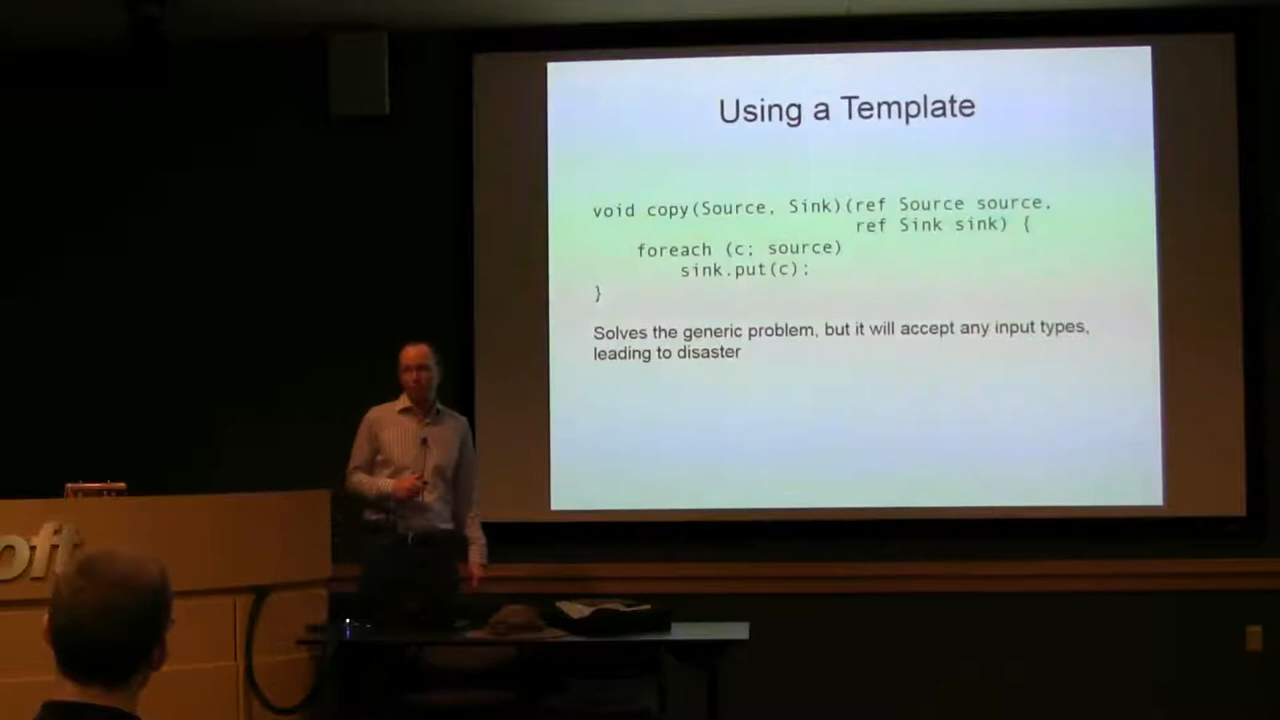 Using a Template
void copy(Source, Sink)(ref Source source,
ref Sink sink) {
foreach (c; source)
sink.put(c);
}
Solves the generic problem, but it will accept any input types,
leading to disaster
oft